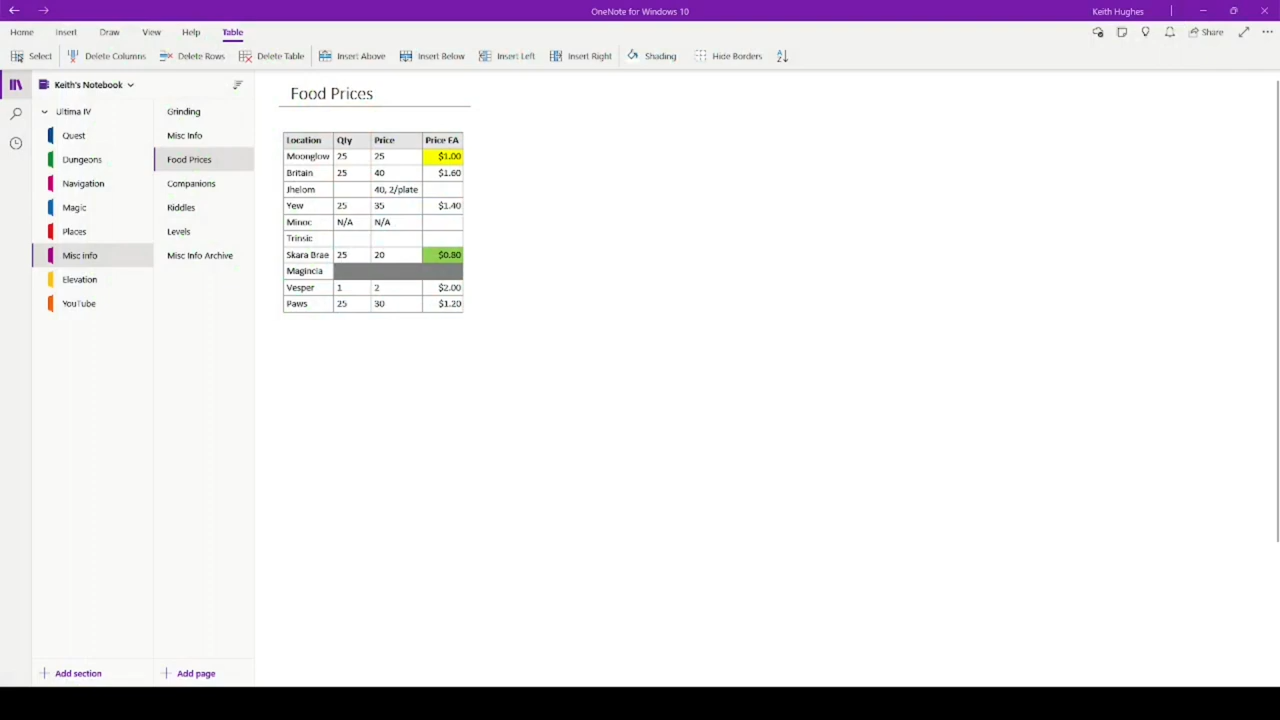 OneNote for Windows 10
Keith Hughes
Home Insert Draw View Help Table
Share
Select Delete Columns Delete Rows Delete Table Insert Above Insert Below Insert Left Insert Right Shading Hide Borders
Keith's Notebook
Ultima IV
Quest
Dungeons
Navigation
Magic
Places
Misc info
Elevation
YouTube
Add section
Grinding
Misc Info
Food Prices
Companions
Riddles
Levels
Misc Info Archive
Add page
Food Prices
Location Qty Price Price EA
Moonglow 25 25 $1.00
Britain 25 40 $1.60
Jhelom 40, 2/plate
Yew 25 35 $1.40
Minoc N/A N/A
Trinsic
Skara Brae 25 20 $0.80
Magincia
Vesper 1 2 $2.00
Paws 25 30 $1.20